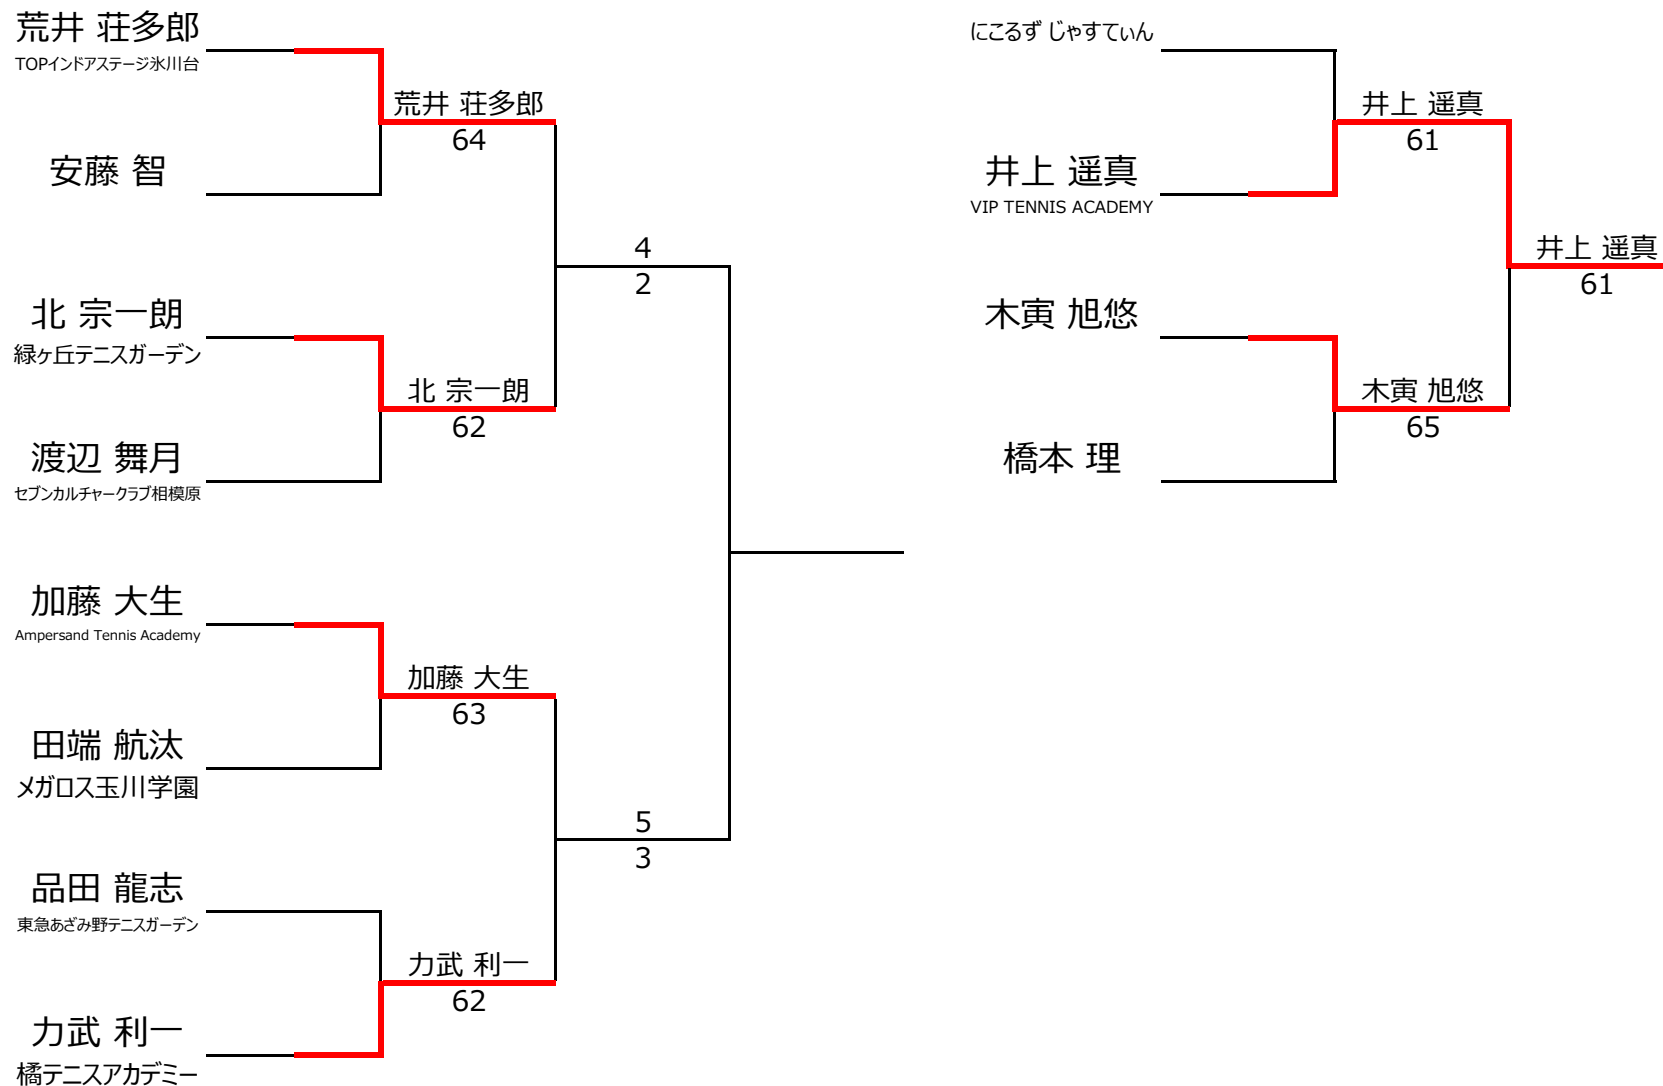 荒井 荘多郎
TOPインドアステージ氷川台
荒井 荘多郎
64
安藤 智
4
2
北 宗一朗
緑ヶ丘テニスガーデン
北 宗一朗
62
渡辺 舞月
セブンカルチャークラブ相模原
加藤 大生
Ampersand Tennis Academy
加藤 大生
63
田端 航汰
メガロス玉川学園
5
3
品田 龍志
東急あざみ野テニスガーデン
力武 利一
62
力武 利一
橘テニスアカデミー
にこるず じゃすてぃん
井上 遥真
61
井上 遥真
VIP TENNIS ACADEMY
井上 遥真
61
木寅 旭悠
木寅 旭悠
65
橋本 理